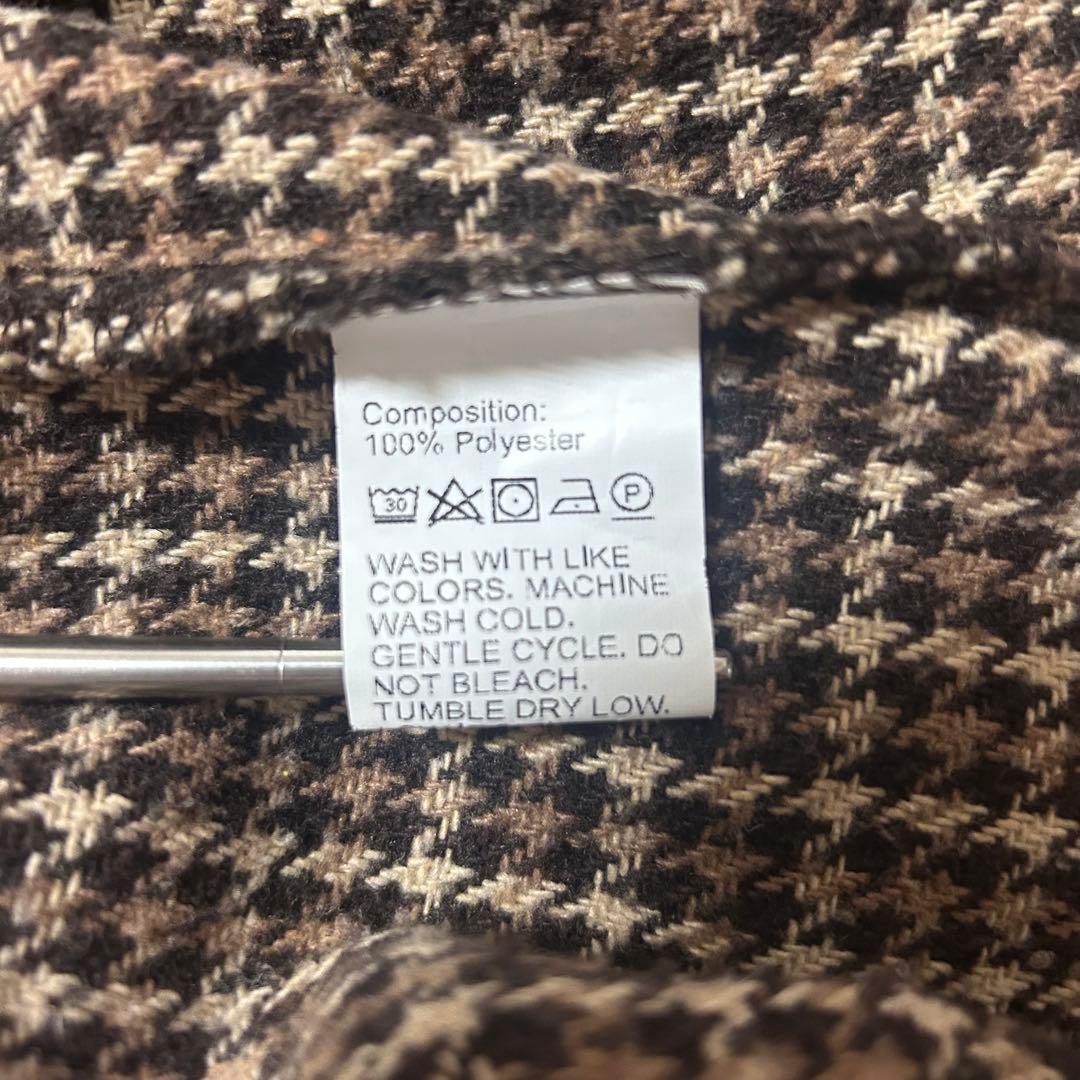 Composition:
100% Polyester
30 P
WASH WITH LIKE
COLORS. MACHINE
WASH COLD.
GENTLE CYCLE. DO
NOT BLEACH.
TUMBLE DRY LOW.